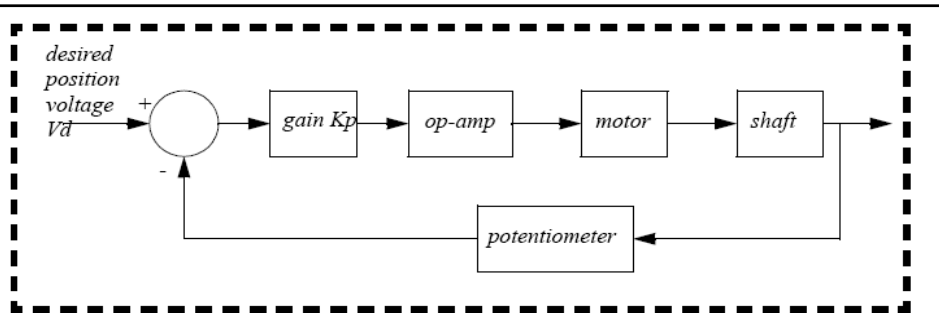 desired
position
voltage
Vd
+
-
gain Kp
op-amp
motor
shaft
potentiometer